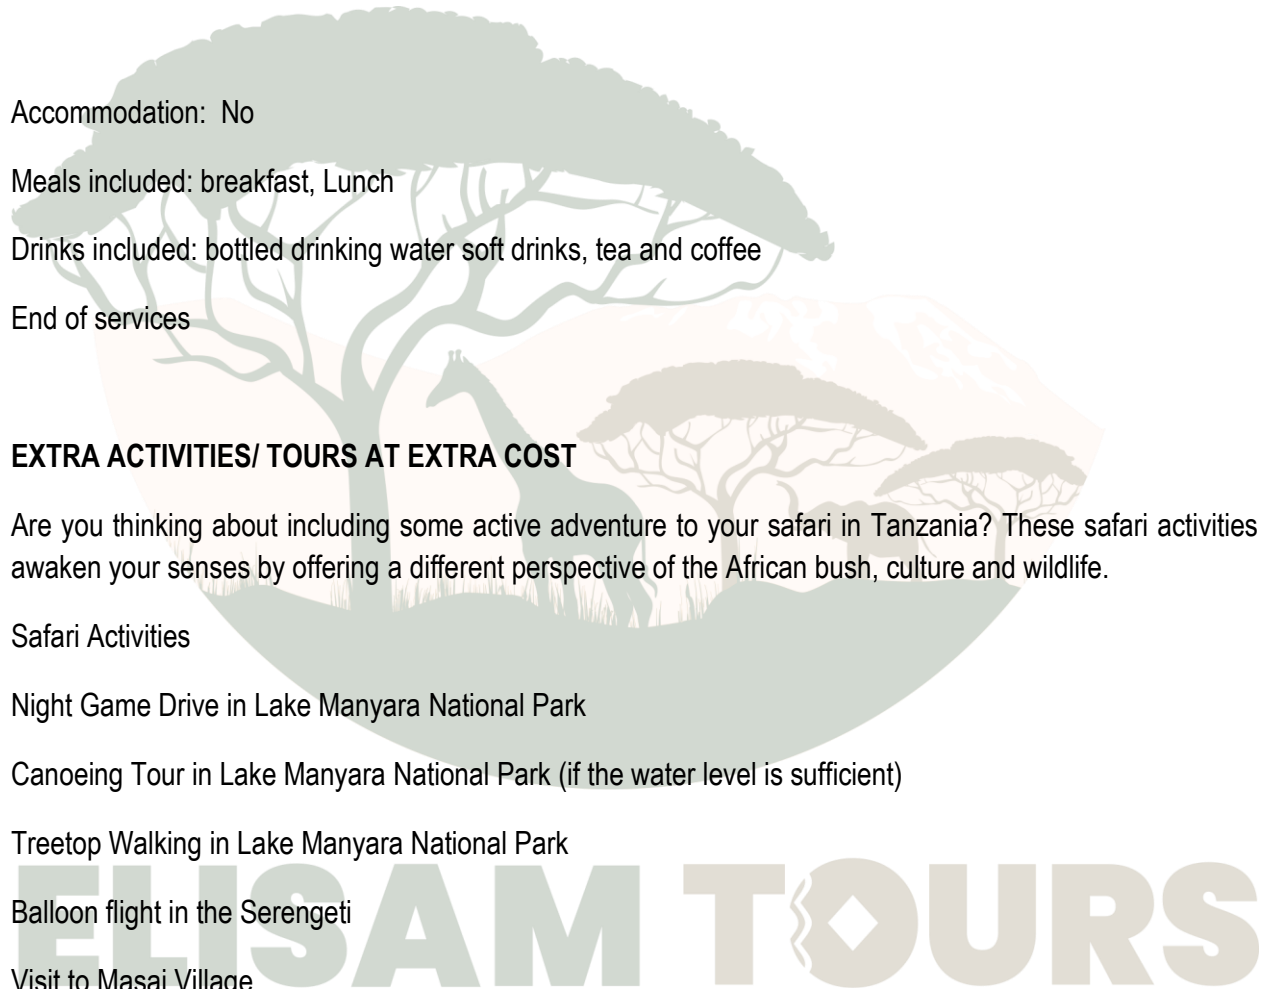 Accommodation:  No
Meals included: breakfast, Lunch
Drinks included: bottled drinking water soft drinks, tea and coffee
End of services
EXTRA ACTIVITIES/ TOURS AT EXTRA COST
Are you thinking about including some active adventure to your safari in Tanzania? These safari activities
awaken your senses by offering a different perspective of the African bush, culture and wildlife.
Safari Activities
Night Game Drive in Lake Manyara National Park
Canoeing Tour in Lake Manyara National Park (if the water level is sufficient)
Treetop Walking in Lake Manyara National Park
Balloon flight in the Serengeti
Visit to Masai Village
ELISAM TOURS